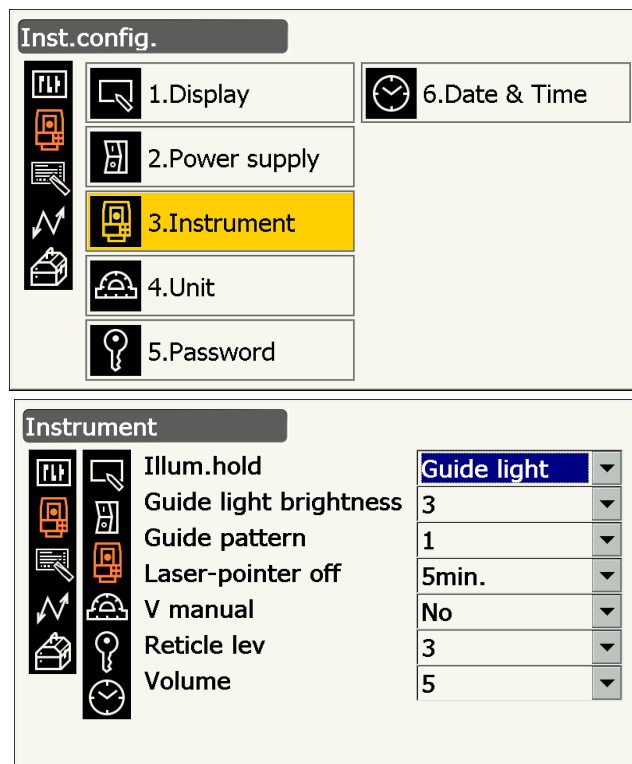 Inst.config.
1.Display
6.Date & Time
2.Power supply
3.Instrument
4.Unit
5.Password
Instrument
Illum.hold Guide light
Guide light brightness 3
Guide pattern 1
Laser-pointer off 5min.
V manual No
Reticle lev 3
Volume 5